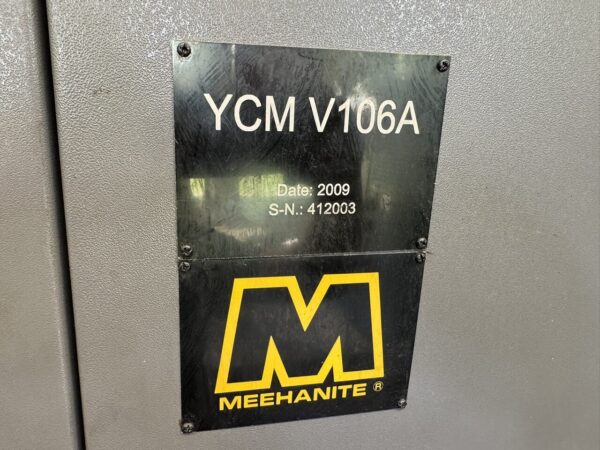 YCM V106A
Date: 2009
S-N.: 412003
M
MEEHANITE ®